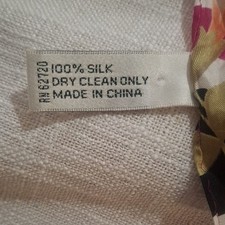 RN 62720
100% SILK
DRY CLEAN ONLY
MADE IN CHINA